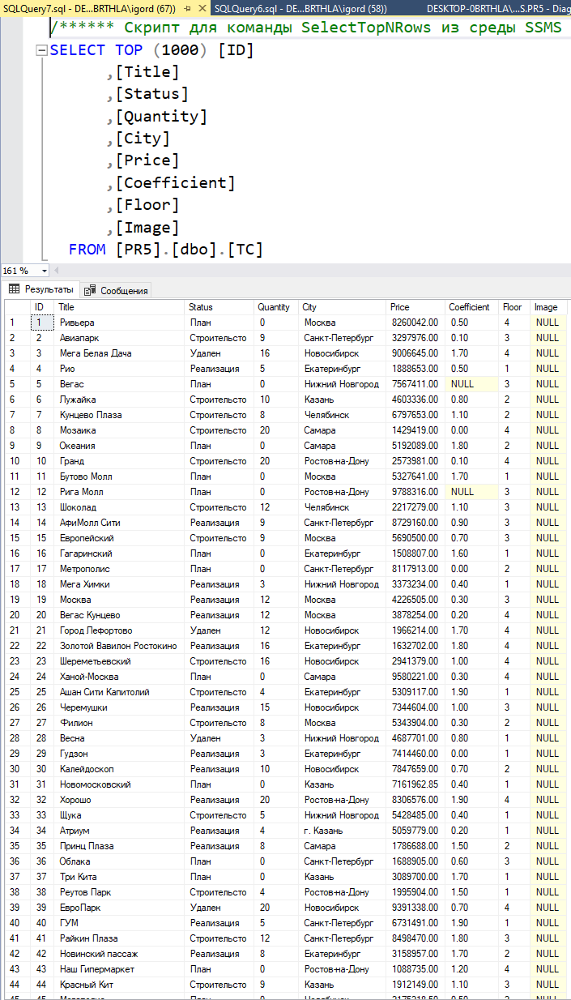 SQLQuery7.sql - DE...BRTHLA\igord (67)) SQLQuery6.sql - DE...BRTHLA\igord (58)) DESKTOP-0BRTHLA\...S.PR5 - Diag
/****** Скрипт для команды SelectTopNRows из среды SSMS
SELECT TOP (1000) [ID]
,[Title]
,[Status]
,[Quantity]
,[City]
,[Price]
,[Coefficient]
,[Floor]
,[Image]
FROM [PR5].[dbo].[TC]
161 %
Результаты Сообщения
ID Title Status Quantity City Price Coefficient Floor Image
1 1 Ривьера План 0 Москва 8260042.00 0.50 4 NULL
2 2 Авиапарк Строительсто 9 Санкт-Петербург 3297976.00 0.10 3 NULL
3 3 Мега Белая Дача Удален 16 Новосибирск 9006645.00 1.70 4 NULL
4 4 Рио Реализация 5 Екатеринбург 1888653.00 0.50 1 NULL
5 5 Вегас План 0 Нижний Новгород 7567411.00 NULL 3 NULL
6 6 Лужайка Строительсто 10 Казань 4603336.00 0.80 2 NULL
7 7 Кунцево Плаза Строительсто 8 Челябинск 6797653.00 1.10 2 NULL
8 8 Мозаика Строительсто 20 Самара 1429419.00 0.00 4 NULL
9 9 Океания План 0 Самара 5192089.00 1.80 2 NULL
10 10 Гранд Строительсто 20 Ростов-на-Дону 2573981.00 0.10 4 NULL
11 11 Бутово Молл План 0 Москва 5327641.00 1.70 1 NULL
12 12 Рига Молл План 0 Ростов-на-Дону 9788316.00 NULL 3 NULL
13 13 Шоколад Строительсто 12 Челябинск 2217279.00 1.10 3 NULL
14 14 АфиМолл Сити Реализация 9 Санкт-Петербург 8729160.00 0.90 3 NULL
15 15 Европейский Строительсто 9 Москва 5690500.00 0.70 3 NULL
16 16 Гагаринский План 0 Екатеринбург 1508807.00 1.60 1 NULL
17 17 Метрополис План 0 Санкт-Петербург 8117913.00 0.00 2 NULL
18 18 Мега Химки Реализация 3 Нижний Новгород 3373234.00 0.40 1 NULL
19 19 Москва Реализация 12 Москва 4226505.00 0.30 3 NULL
20 20 Вегас Кунцево Реализация 12 Москва 3878254.00 0.20 4 NULL
21 21 Город Лефортово Удален 12 Новосибирск 1966214.00 1.70 4 NULL
22 22 Золотой Вавилон Ростокино Реализация 16 Екатеринбург 1632702.00 1.80 4 NULL
23 23 Шереметьевский Строительсто 16 Новосибирск 2941379.00 1.00 4 NULL
24 24 Ханой-Москва План 0 Самара 9580221.00 0.30 4 NULL
25 25 Ашан Сити Капитолий Строительсто 4 Екатеринбург 5309117.00 1.90 1 NULL
26 26 Черемушки Реализация 15 Новосибирск 7344604.00 1.00 3 NULL
27 27 Филион Строительсто 8 Москва 5343904.00 0.30 2 NULL
28 28 Весна Удален 3 Нижний Новгород 4687701.00 0.80 1 NULL
29 29 Гудзон Реализация 3 Екатеринбург 7414460.00 0.00 1 NULL
30 30 Калейдоскоп Реализация 10 Новосибирск 7847659.00 0.70 2 NULL
31 31 Новомосковский План 0 Казань 7161962.85 0.40 1 NULL
32 32 Хорошо Реализация 20 Ростов-на-Дону 8306576.00 1.90 4 NULL
33 33 Щука Строительсто 5 Нижний Новгород 5428485.00 0.40 1 NULL
34 34 Атриум Реализация 4 г. Казань 5059779.00 0.20 1 NULL
35 35 Принц Плаза Реализация 8 Самара 1786688.00 1.50 2 NULL
36 36 Облака План 0 Санкт-Петербург 1688905.00 0.60 3 NULL
37 37 Три Кита План 0 Казань 3089700.00 1.70 1 NULL
38 38 Реутов Парк Строительсто 4 Ростов-на-Дону 1995904.00 1.50 1 NULL
39 39 ЕвроПарк Удален 20 Новосибирск 9391338.00 0.70 4 NULL
40 40 ГУМ Реализация 5 Санкт-Петербург 6731491.00 1.90 1 NULL
41 41 Райкин Плаза Строительсто 12 Санкт-Петербург 8498470.00 1.80 3 NULL
42 42 Новинский пассаж Реализация 8 Екатеринбург 3158957.00 1.70 2 NULL
43 43 Наш Гипермаркет План 0 Ростов-на-Дону 1088735.00 1.20 4 NULL
44 44 Красный Кит Строительсто 9 Казань 1912149.00 1.10 3 NULL